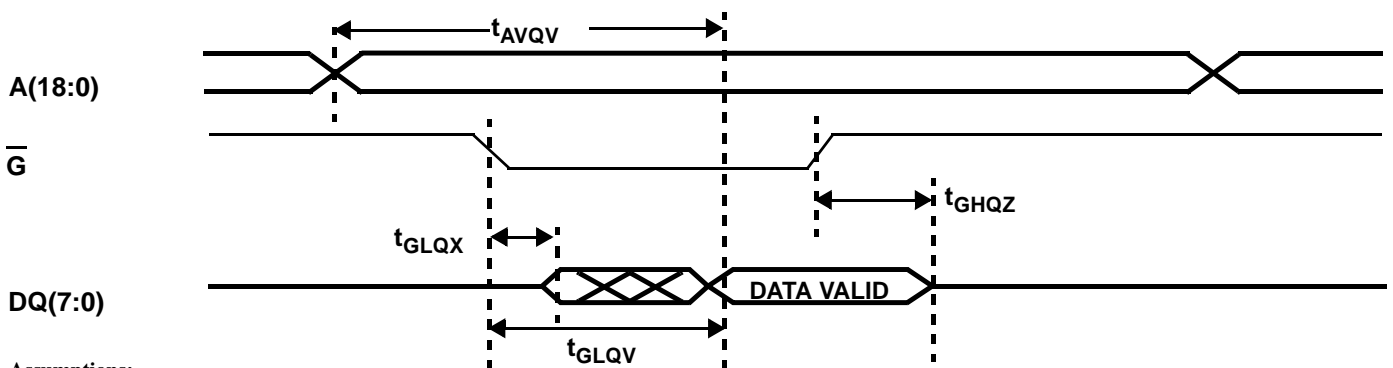 tAVQV
A(18:0)
G
tGHQZ
tGLQX
DATA VALID
DQ(7:0)
tGLQV